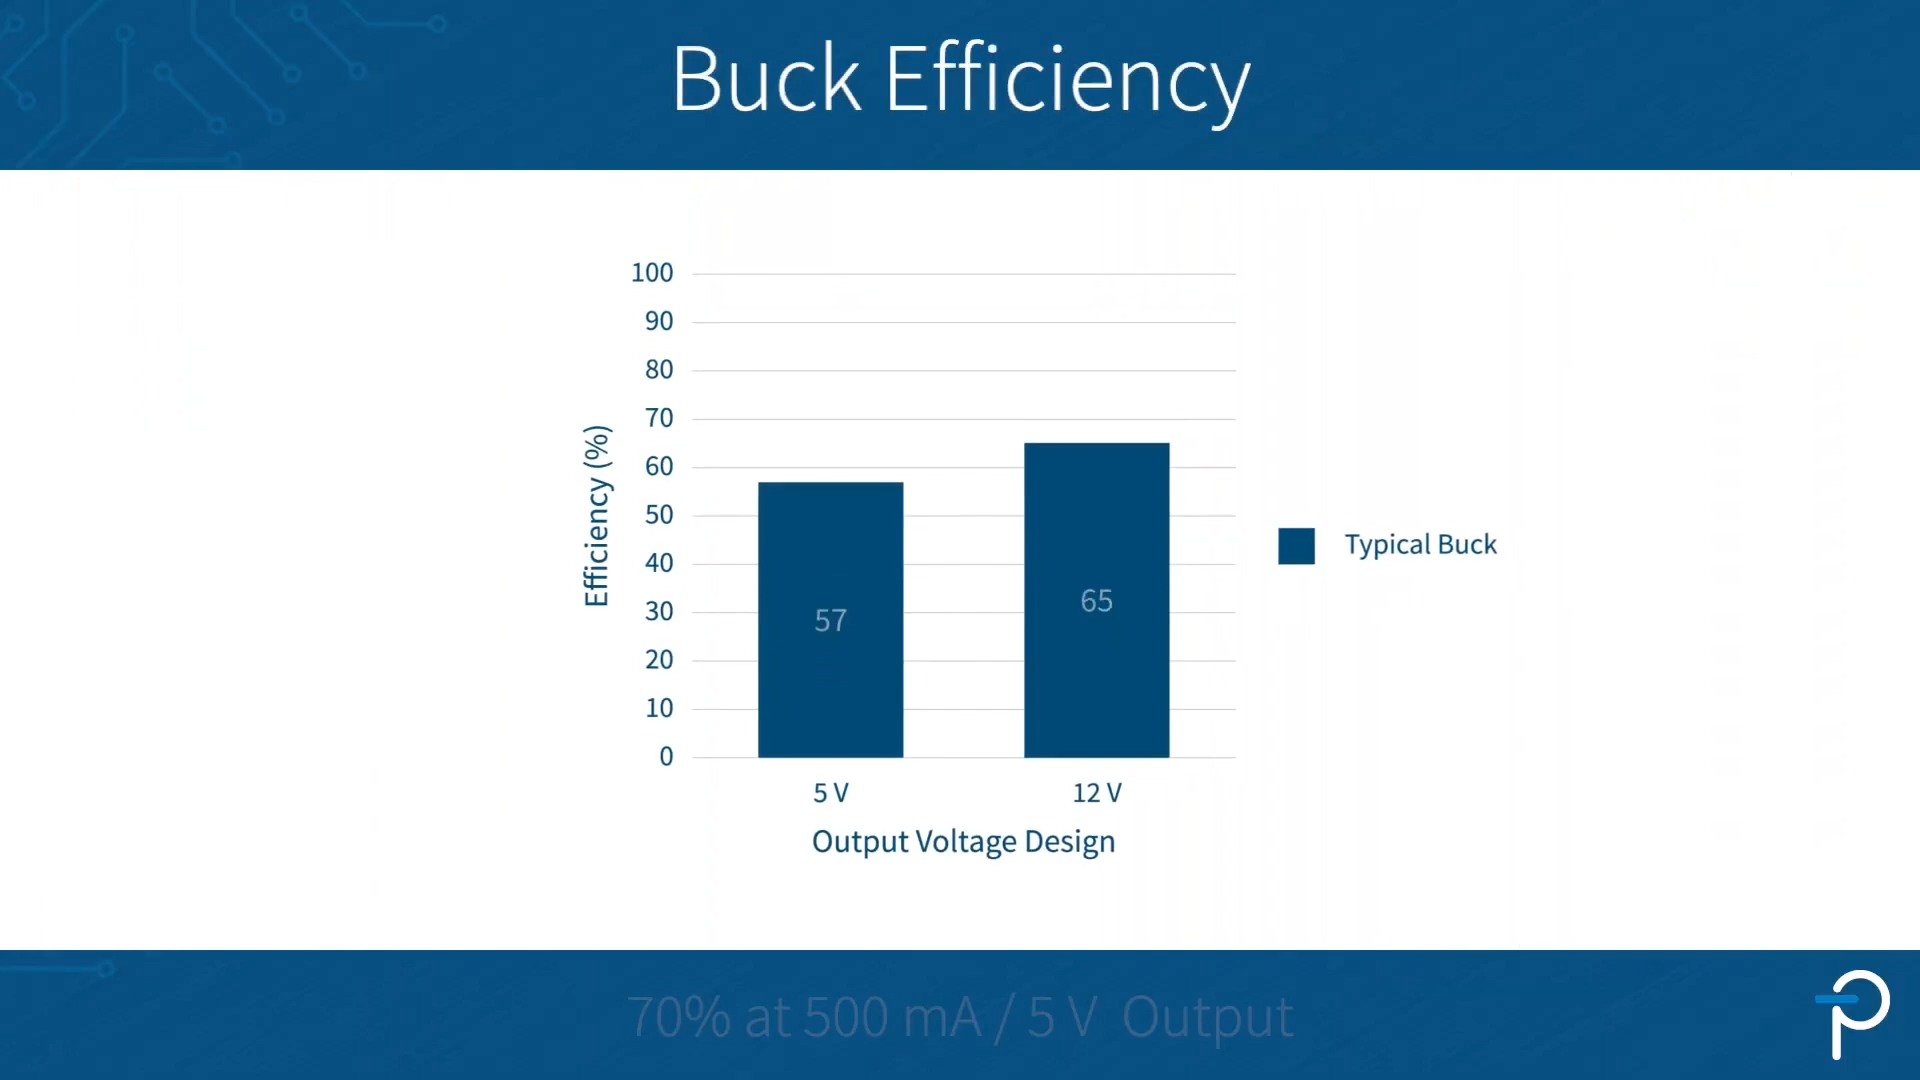 Buck Efficiency
100
90
80
70
60
50
40
30
20
10
0
Efficiency (%)
57
65
5 V
12 V
Output Voltage Design
Typical Buck
70% at 500 mA / 5 V Output